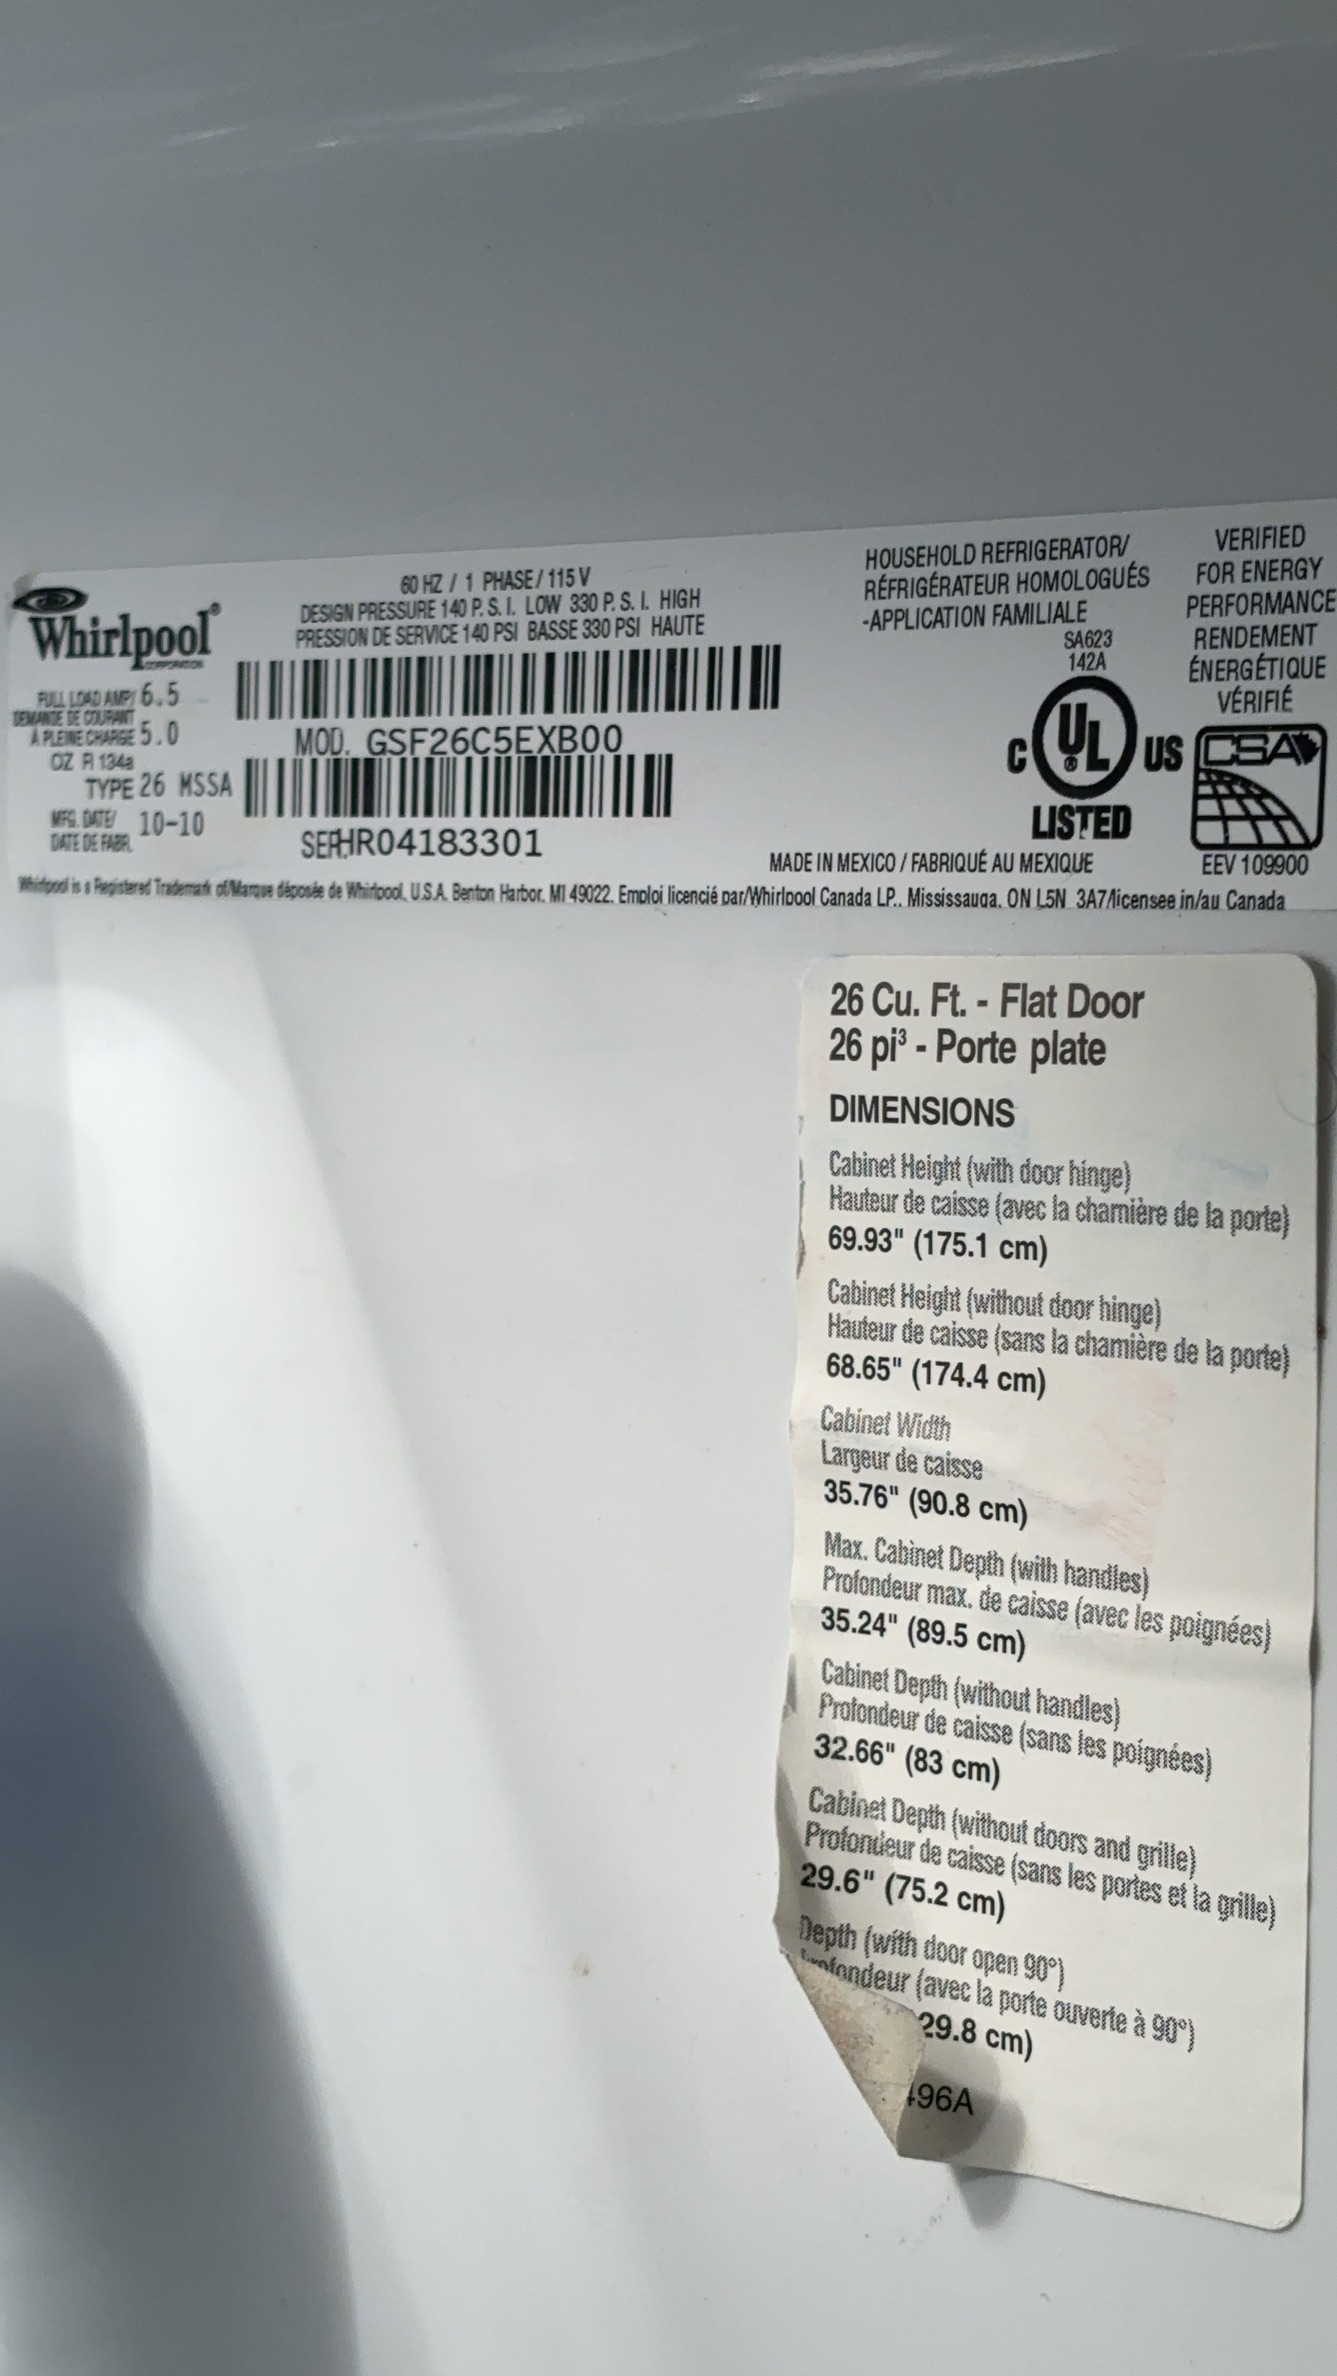 Whirlpool®
CORPORATION
60 HZ / 1 PHASE / 115 V
DESIGN PRESSURE 140 P. S. I. LOW 330 P. S. I. HIGH
PRESSION DE SERVICE 140 PSI BASSE 330 PSI HAUTE
FULL LOAD AMP/ 6.5
DEMANDE DE COURANT
À PLEINE CHARGE 5.0
OZ R 134a
TYPE 26 MSSA
MFG. DATE/ 10-10
DATE DE FABR.
MOD. GSF26C5EXB00
SER. HR04183301
HOUSEHOLD REFRIGERATOR/
RÉFRIGÉRATEUR HOMOLOGUÉS
-APPLICATION FAMILIALE
SA623
142A
C UL ® US
LISTED
MADE IN MEXICO / FABRIQUÉ AU MEXIQUE
VERIFIED
FOR ENERGY
PERFORMANCE
RENDEMENT
ÉNERGÉTIQUE
VÉRIFIÉ
CSA
EEV 109900
Whirlpool is a Registered Trademark of/Marque déposée de Whirlpool, U.S.A. Benton Harbor, MI 49022. Emploi licencié par/Whirlpool Canada LP., Mississauga, ON L5N 3A7/licensee in/au Canada
26 Cu. Ft. - Flat Door
26 pi³ - Porte plate
DIMENSIONS
Cabinet Height (with door hinge)
Hauteur de caisse (avec la charnière de la porte)
69.93" (175.1 cm)
Cabinet Height (without door hinge)
Hauteur de caisse (sans la charnière de la porte)
68.65" (174.4 cm)
Cabinet Width
Largeur de caisse
35.76" (90.8 cm)
Max. Cabinet Depth (with handles)
Profondeur max. de caisse (avec les poignées)
35.24" (89.5 cm)
Cabinet Depth (without handles)
Profondeur de caisse (sans les poignées)
32.66" (83 cm)
Cabinet Depth (without doors and grille)
Profondeur de caisse (sans les portes et la grille)
29.6" (75.2 cm)
Depth (with door open 90°)
Profondeur (avec la porte ouverte à 90°)
29.8 cm)
96A